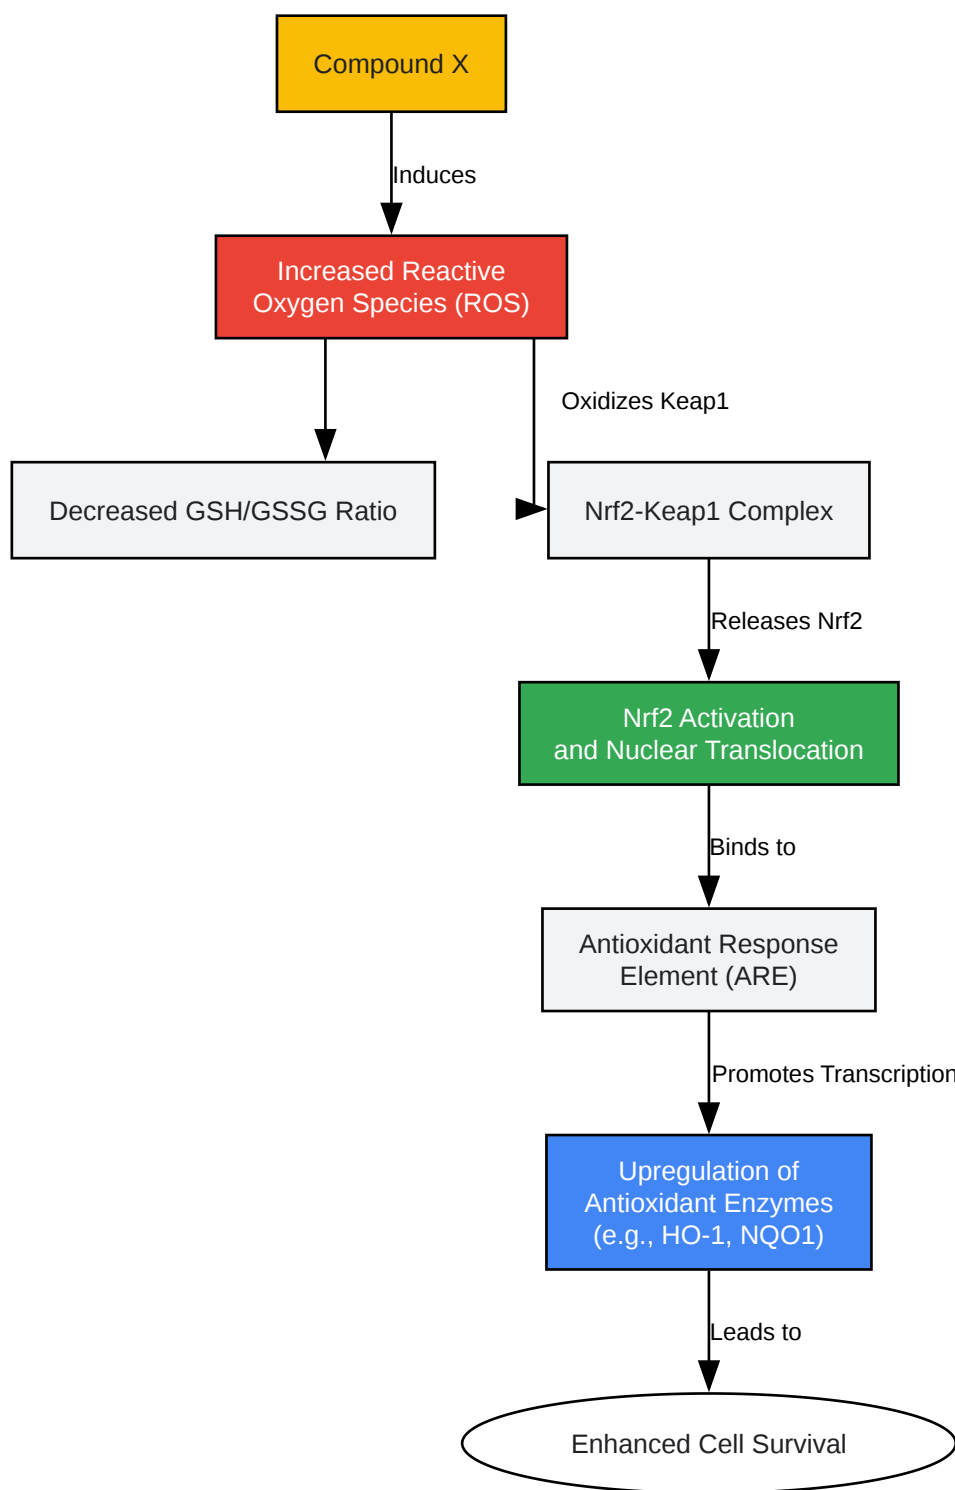 Compound X
Induces
Increased Reactive
Oxygen Species (ROS)
Oxidizes Keap1
Decreased GSH/GSSG Ratio
Nrf2-Keap1 Complex
Releases Nrf2
Nrf2 Activation
and Nuclear Translocation
Binds to
Antioxidant Response
Element (ARE)
Promotes Transcription
Upregulation of
Antioxidant Enzymes
(e.g., HO-1, NQO1)
Leads to
Enhanced Cell Survival